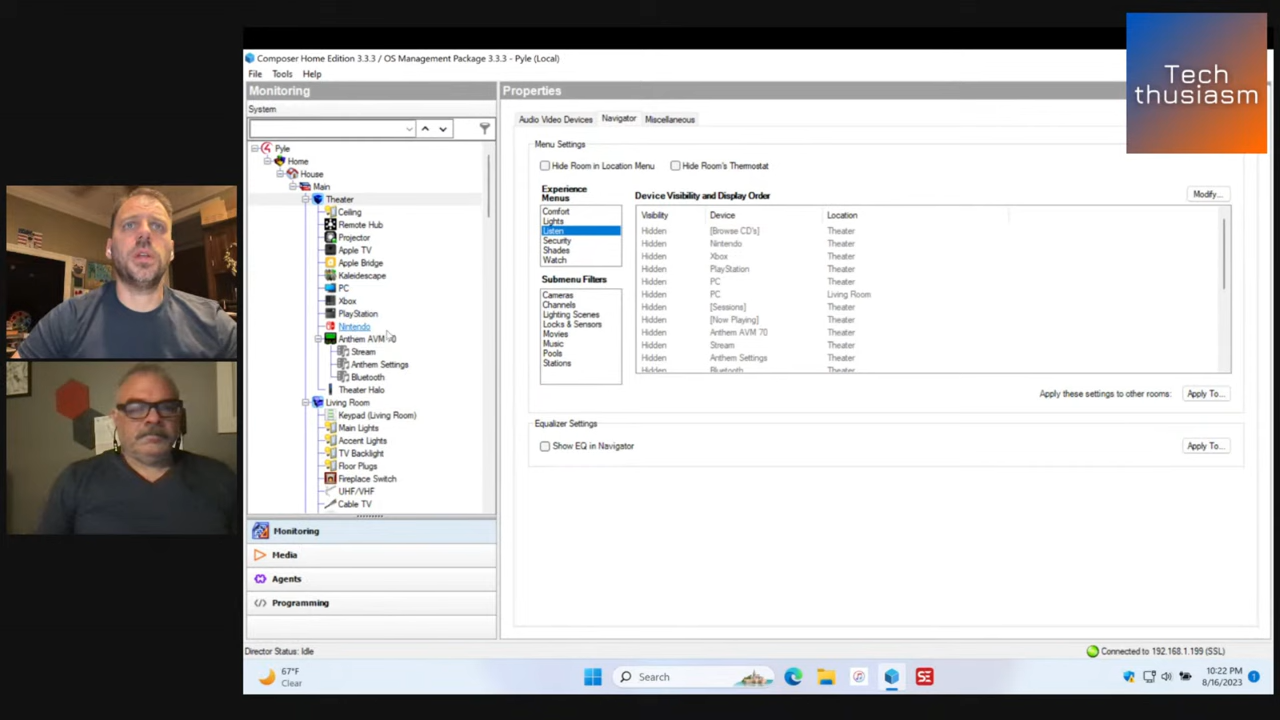 Tech
thusiasm
Composer Home Edition 3.3.3 / OS Management Package 3.3.3 - Pyle (Local)
File Tools Help
Monitoring
System
Pyle
Home
House
Main
Theater
Ceiling
Remote Hub
Projector
Apple TV
Apple Bridge
Kaleidescape
PC
Xbox
PlayStation
Nintendo
Anthem AVM 70
Stream
Anthem Settings
Bluetooth
Theater Halo
Living Room
Keypad (Living Room)
Main Lights
Accent Lights
TV Backlight
Floor Plugs
Fireplace Switch
UHF/VHF
Cable TV
Monitoring
Media
Agents
Programming
Properties
Audio Video Devices Navigator Miscellaneous
Menu Settings
Hide Room in Location Menu Hide Room's Thermostat
Experience
Menus
Comfort
Lights
Listen
Security
Shades
Watch
Submenu Filters
Cameras
Channels
Lighting Scenes
Locks & Sensors
Movies
Music
Pools
Stations
Device Visibility and Display Order Modify...
Visibility Device Location
Hidden [Browse CD's] Theater
Hidden Nintendo Theater
Hidden Xbox Theater
Hidden PlayStation Theater
Hidden PC Theater
Hidden PC Living Room
Hidden [Sessions] Theater
Hidden [Now Playing] Theater
Hidden Anthem AVM 70 Theater
Hidden Stream Theater
Hidden Anthem Settings Theater
Hidden Bluetooth Theater
Apply these settings to other rooms: Apply To...
Equalizer Settings
Show EQ in Navigator Apply To...
Director Status: Idle Connected to 192.168.1.199 (SSL)
67°F
Clear
Search
SE
10:22 PM
8/16/2023
1